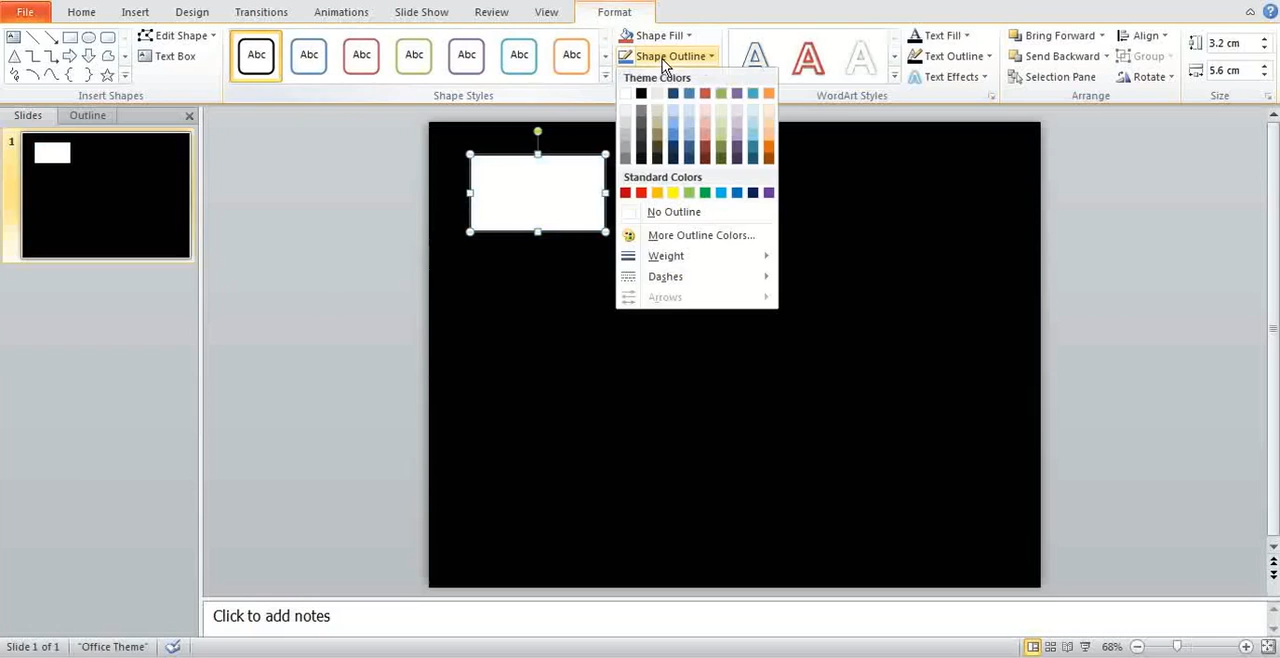 File Home Insert Design Transitions Animations Slide Show Review View Format
Edit Shape
Text Box
Insert Shapes
Abc Abc Abc Abc Abc Abc Abc
Shape Styles
Shape Fill
Shape Outline
Theme Colors
Standard Colors
No Outline
More Outline Colors...
Weight
Dashes
Arrows
A A A
WordArt Styles
Text Fill
Text Outline
Text Effects
Bring Forward
Send Backward
Selection Pane
Align
Group
Rotate
Arrange
3.2 cm
5.6 cm
Size
Slides Outline
1
Click to add notes
Slide 1 of 1 "Office Theme" 68%